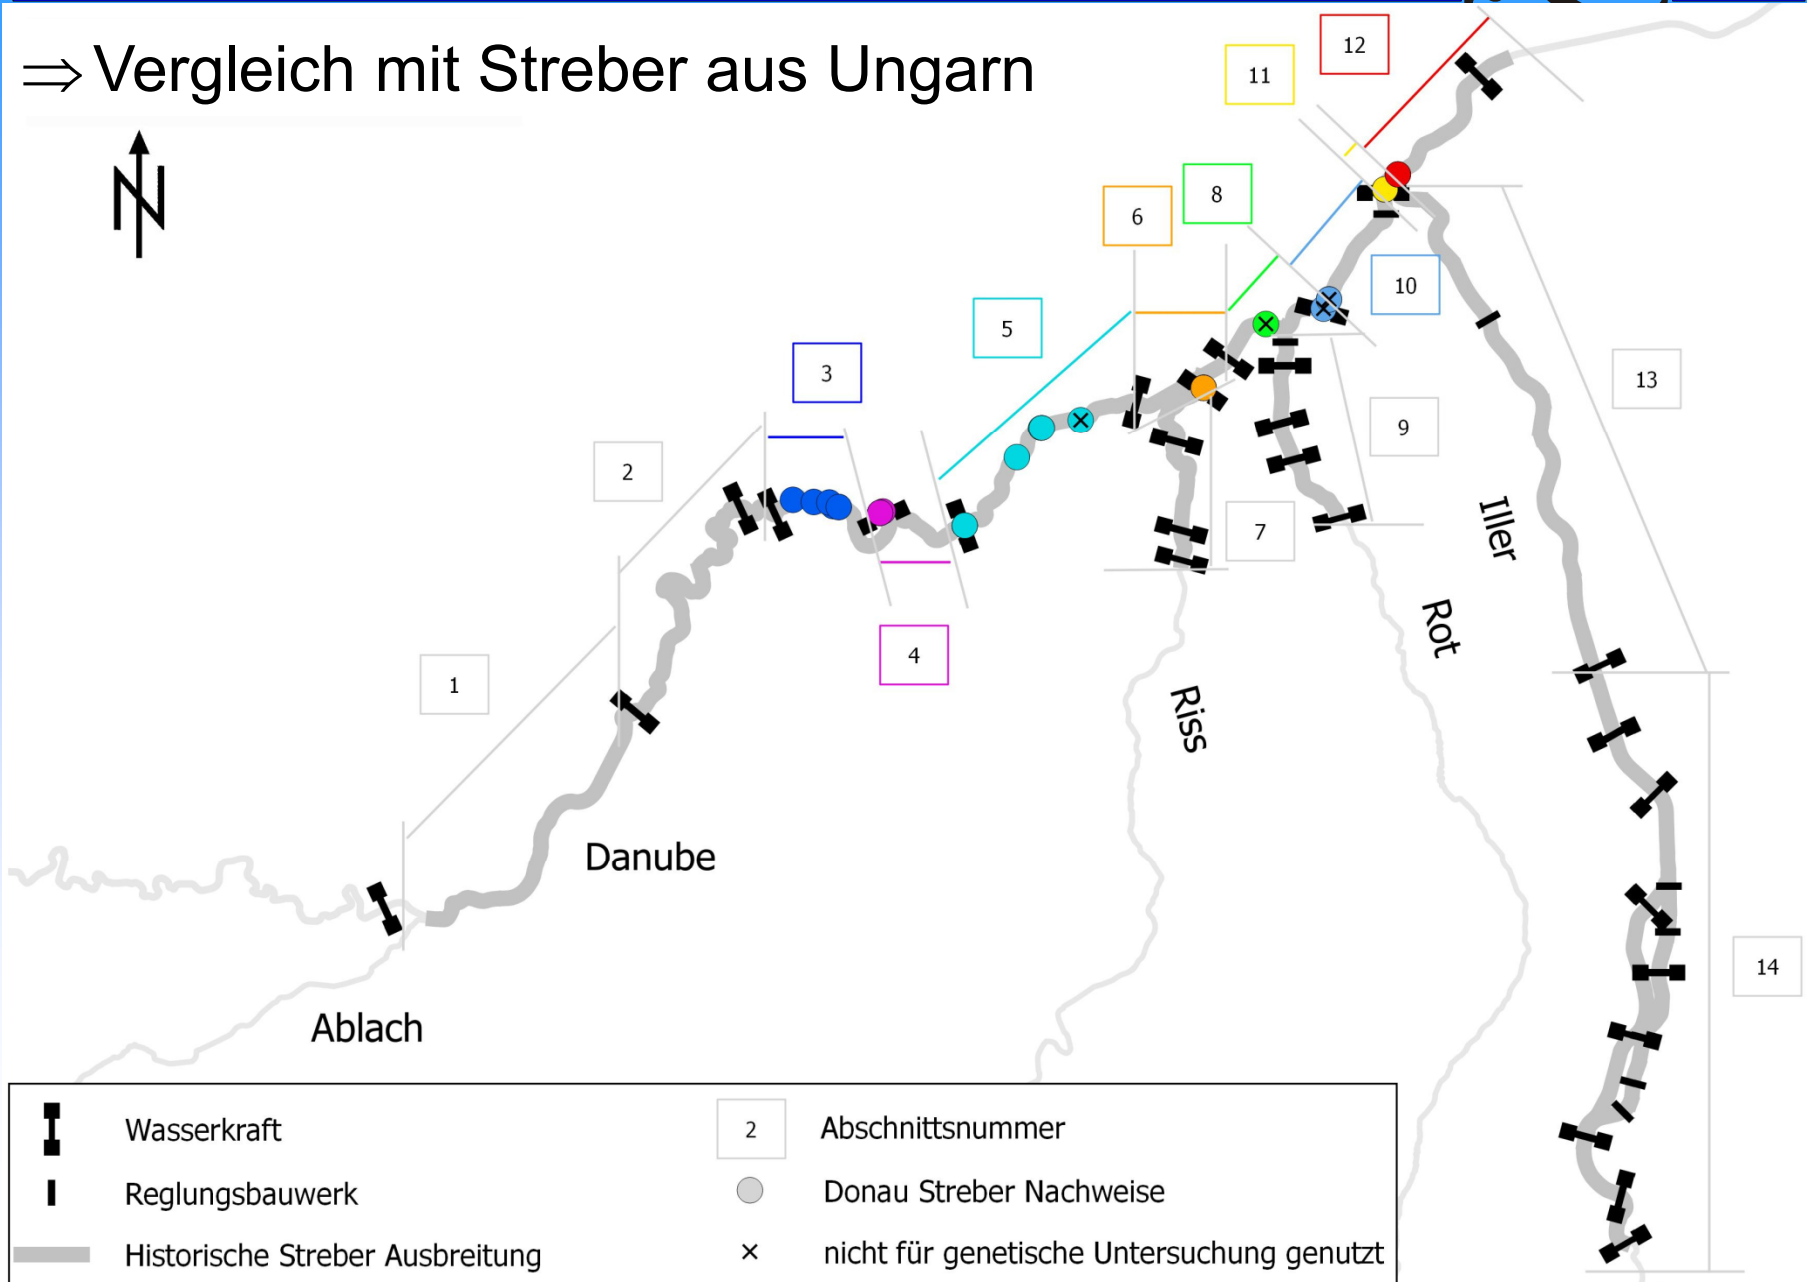 ⇒ Vergleich mit Streber aus Ungarn
N
12
11
8
6
10
5
3
13
9
2
7
Iller
Rot
4
1
Riss
Danube
14
Ablach
Wasserkraft
2 Abschnittsnummer
Reglungsbauwerk
Donau Streber Nachweise
Historische Streber Ausbreitung
× nicht für genetische Untersuchung genutzt